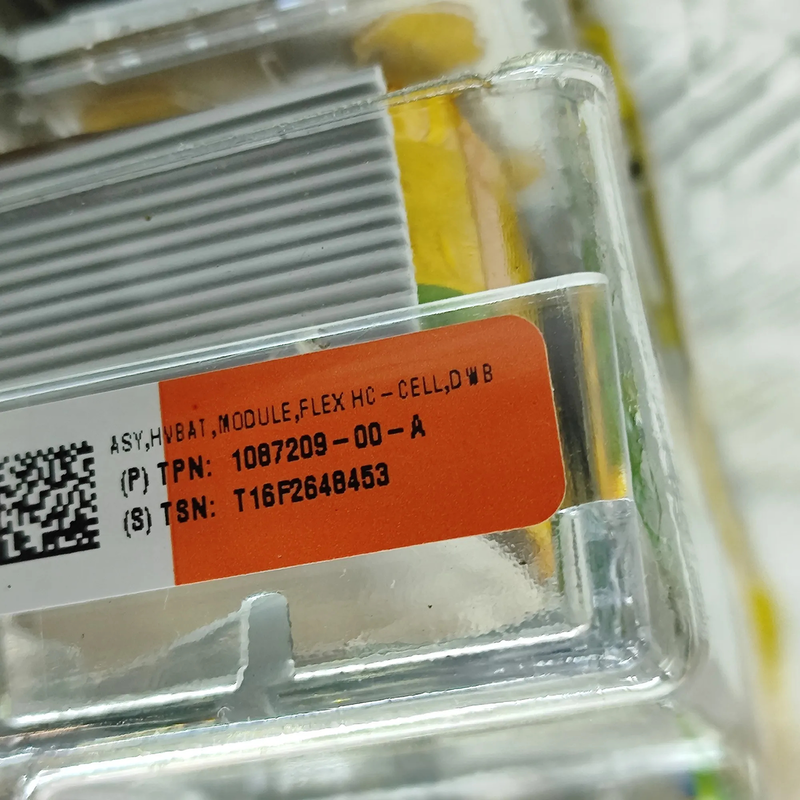 ASY,HVBAT,MODULE,FLEX HC-CELL,DWB
(P) TPN: 1087209-00-A
(S) TSN: T16F2648453